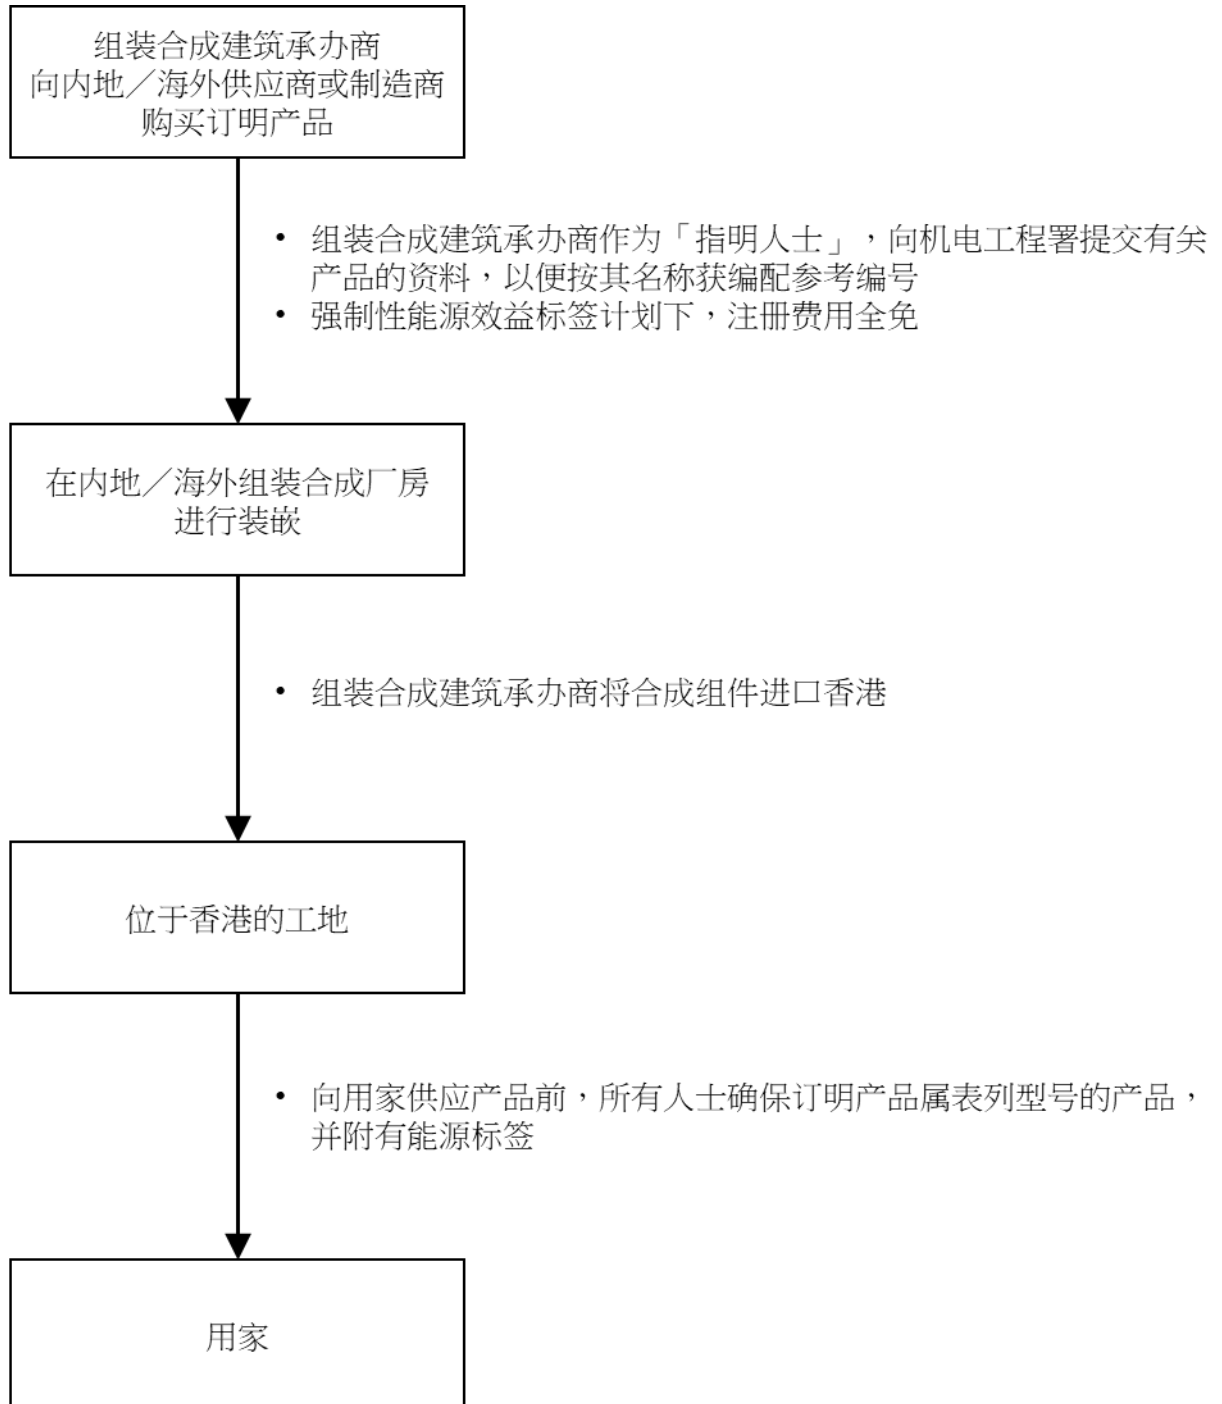 组装合成建筑承办商
向内地／海外供应商或制造商
购买订明产品
• 组装合成建筑承办商作为「指明人士」，向机电工程署提交有关
产品的资料，以便按其名称获编配参考编号
• 强制性能源效益标签计划下，注册费用全免
在内地／海外组装合成厂房
进行装嵌
• 组装合成建筑承办商将合成组件进口香港
位于香港的工地
• 向用家供应产品前，所有人士确保订明产品属表列型号的产品，
并附有能源标签
用家